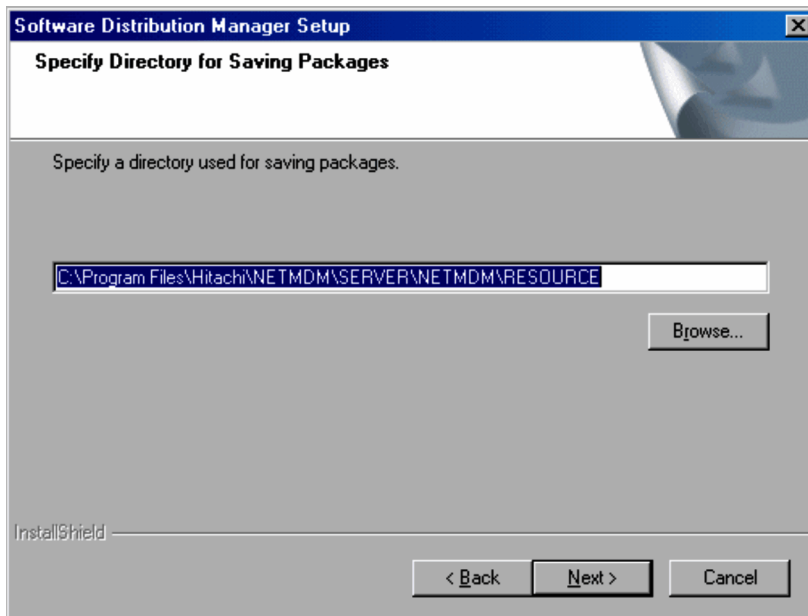 Software Distribution Manager Setup
Specify Directory for Saving Packages
Specify a directory used for saving packages.
C:\Program Files\Hitachi\NETMDM\SERVER\NETMDM\RESOURCE
Browse...
InstallShield
< Back
Next >
Cancel